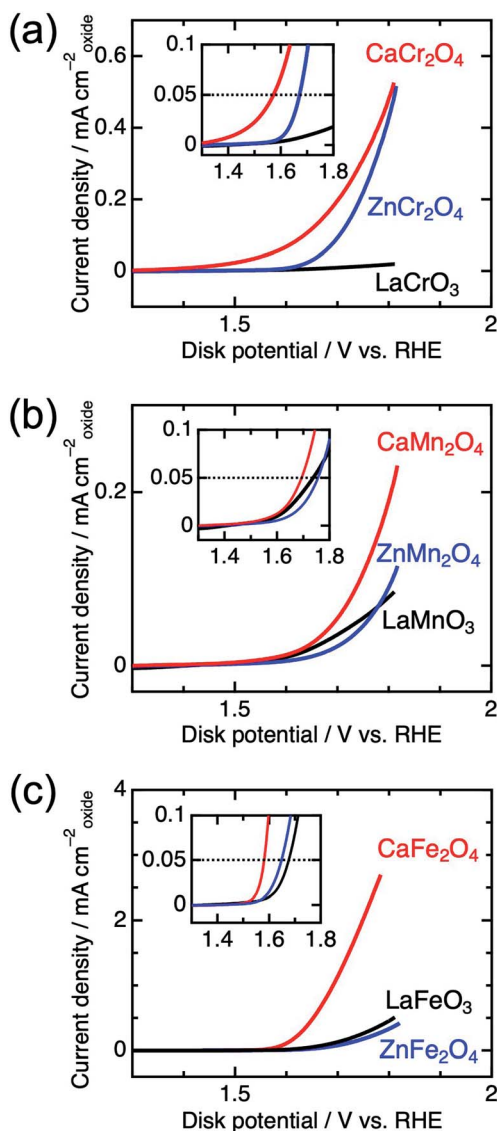 (a)
Current density / mA cm⁻²oxide
0.6
0.4
0.2
0
0.1
0.05
0
1.4
1.6
1.8
CaCr₂O₄
ZnCr₂O₄
LaCrO₃
1.5
2
Disk potential / V vs. RHE
(b)
Current density / mA cm⁻²oxide
0.2
0
0.1
0.05
0
1.4
1.6
1.8
CaMn₂O₄
ZnMn₂O₄
LaMnO₃
1.5
2
Disk potential / V vs. RHE
(c)
Current density / mA cm⁻²oxide
4
2
0
0.1
0.05
0
1.4
1.6
1.8
CaFe₂O₄
LaFeO₃
ZnFe₂O₄
1.5
2
Disk potential / V vs. RHE